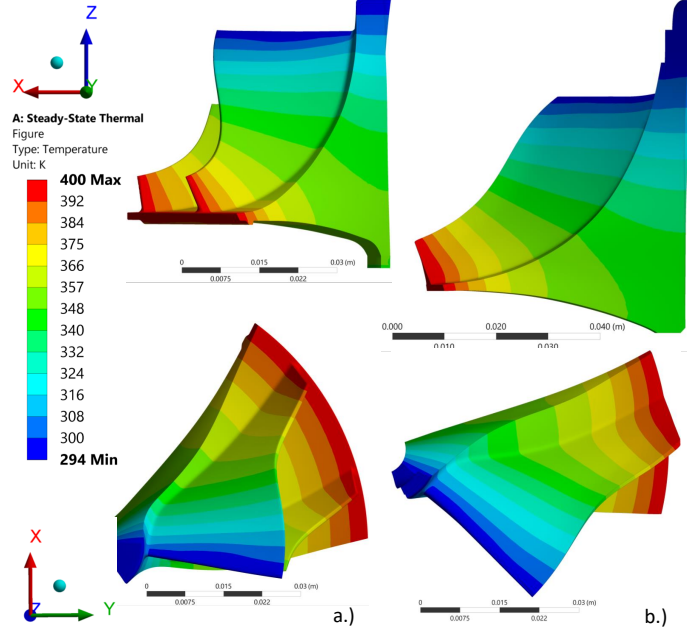 Z
X
Y
A: Steady-State Thermal
Figure
Type: Temperature
Unit: K
400 Max
392
384
375
366
357
348
340
332
324
316
308
300
294 Min
0 0.015 0.03 (m)
0.0075 0.022
0.000 0.020 0.040 (m)
0.010 0.030
X
Z
Y
0 0.015 0.03 (m)
0.0075 0.022
a.)
0 0.015 0.03 (m)
0.0075 0.022
b.)